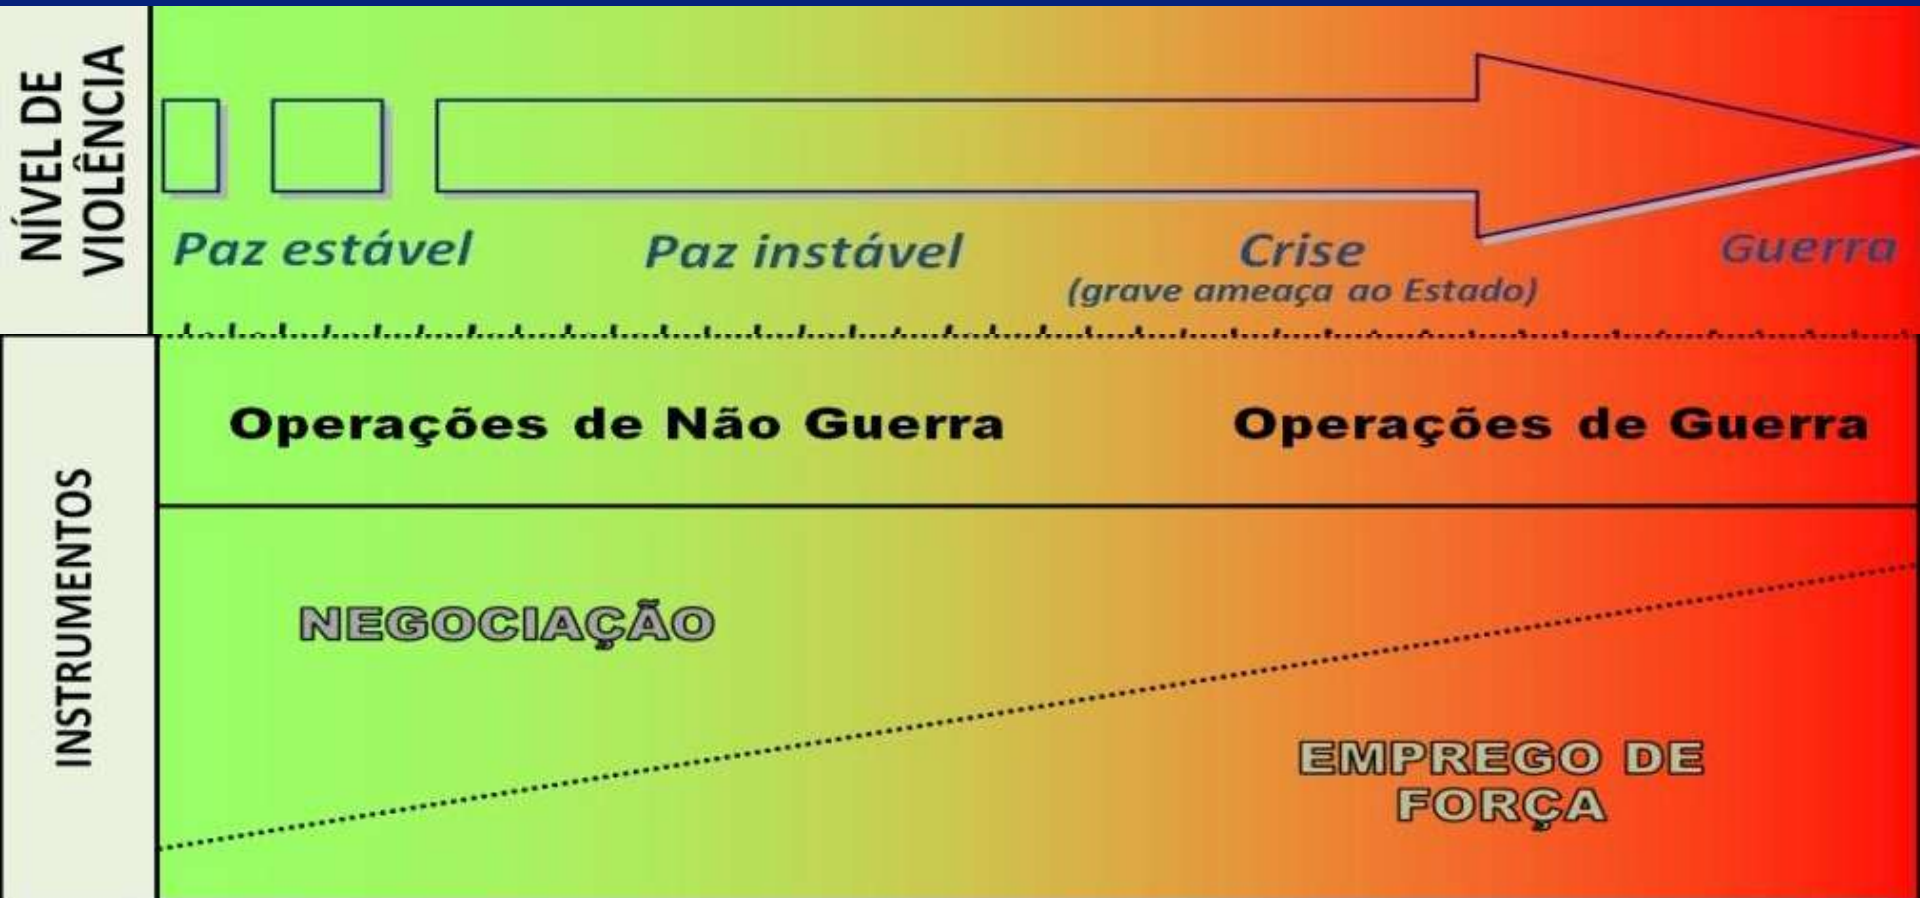 NÍVEL DE
VIOLÊNCIA
Paz estável
Paz instável
Crise
(grave ameaça ao Estado)
Guerra
INSTRUMENTOS
Operações de Não Guerra
Operações de Guerra
NEGOCIAÇÃO
EMPREGO DE
FORÇA